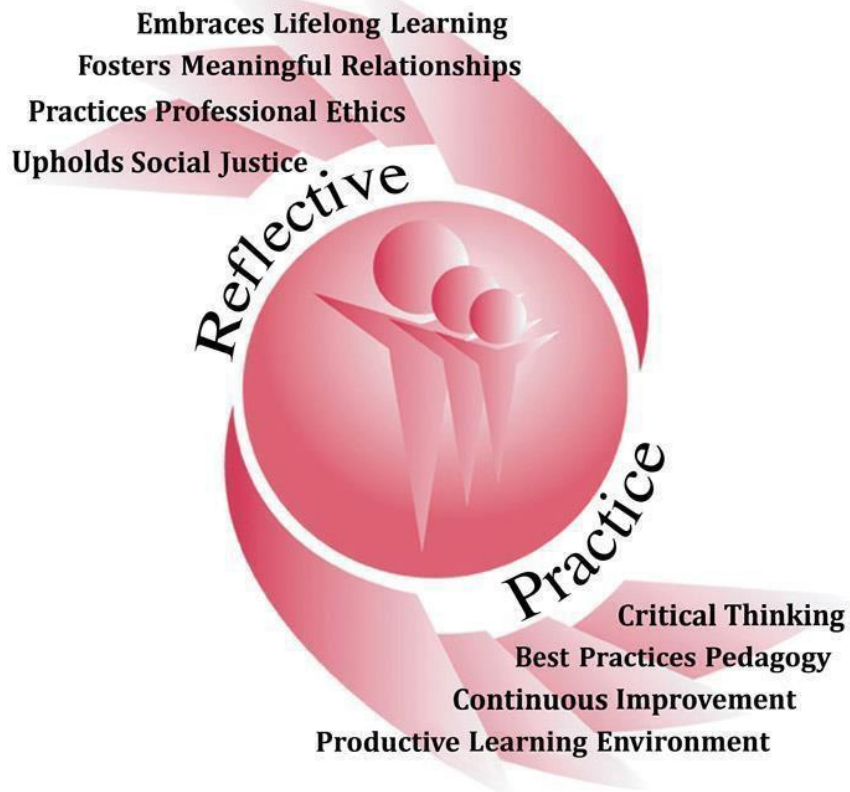 Embraces Lifelong Learning
Fosters Meaningful Relationships
Practices Professional Ethics
Upholds Social Justice
Reflective
Practice
Critical Thinking
Best Practices Pedagogy
Continuous Improvement
Productive Learning Environment